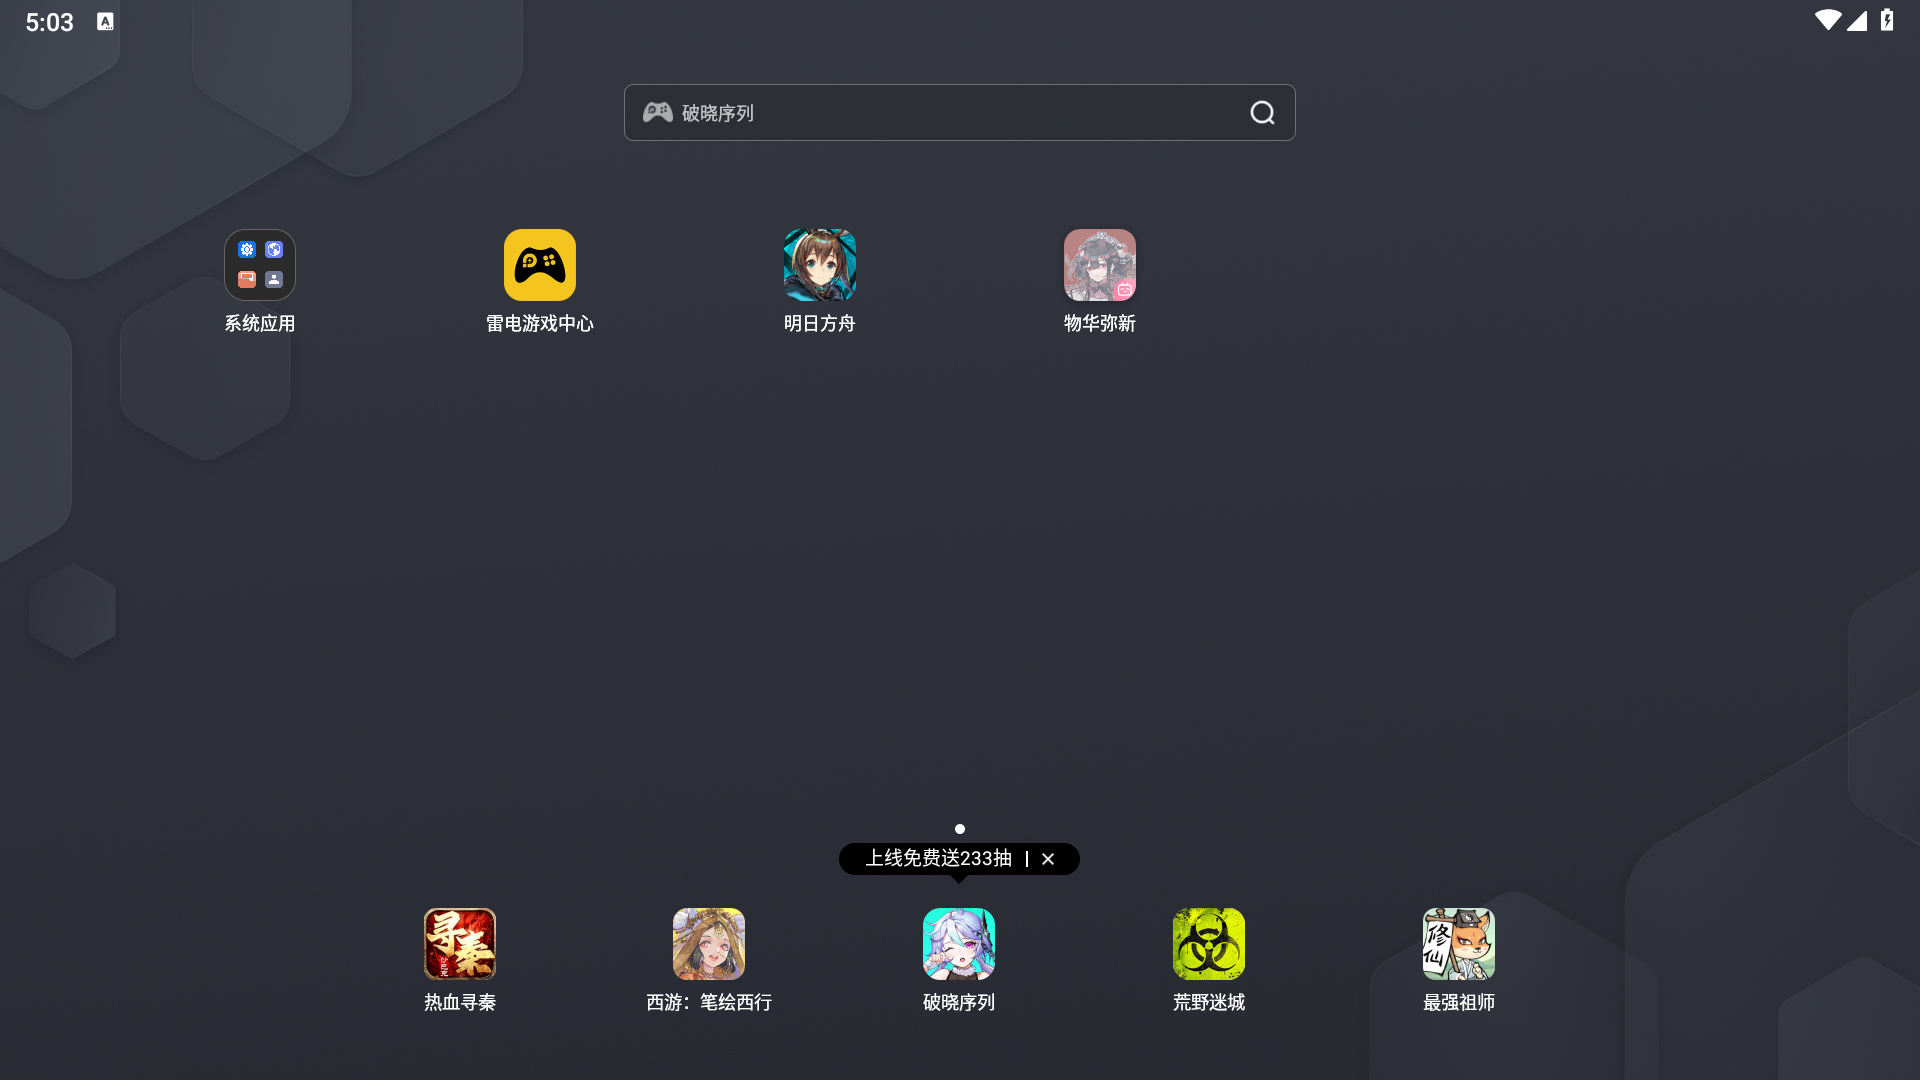 5:03
破晓序列
系统应用
雷电游戏中心
明日方舟
物华弥新
上线免费送233抽
寻秦
修仙
热血寻秦
西游：笔绘西行
破晓序列
荒野迷城
最强祖师